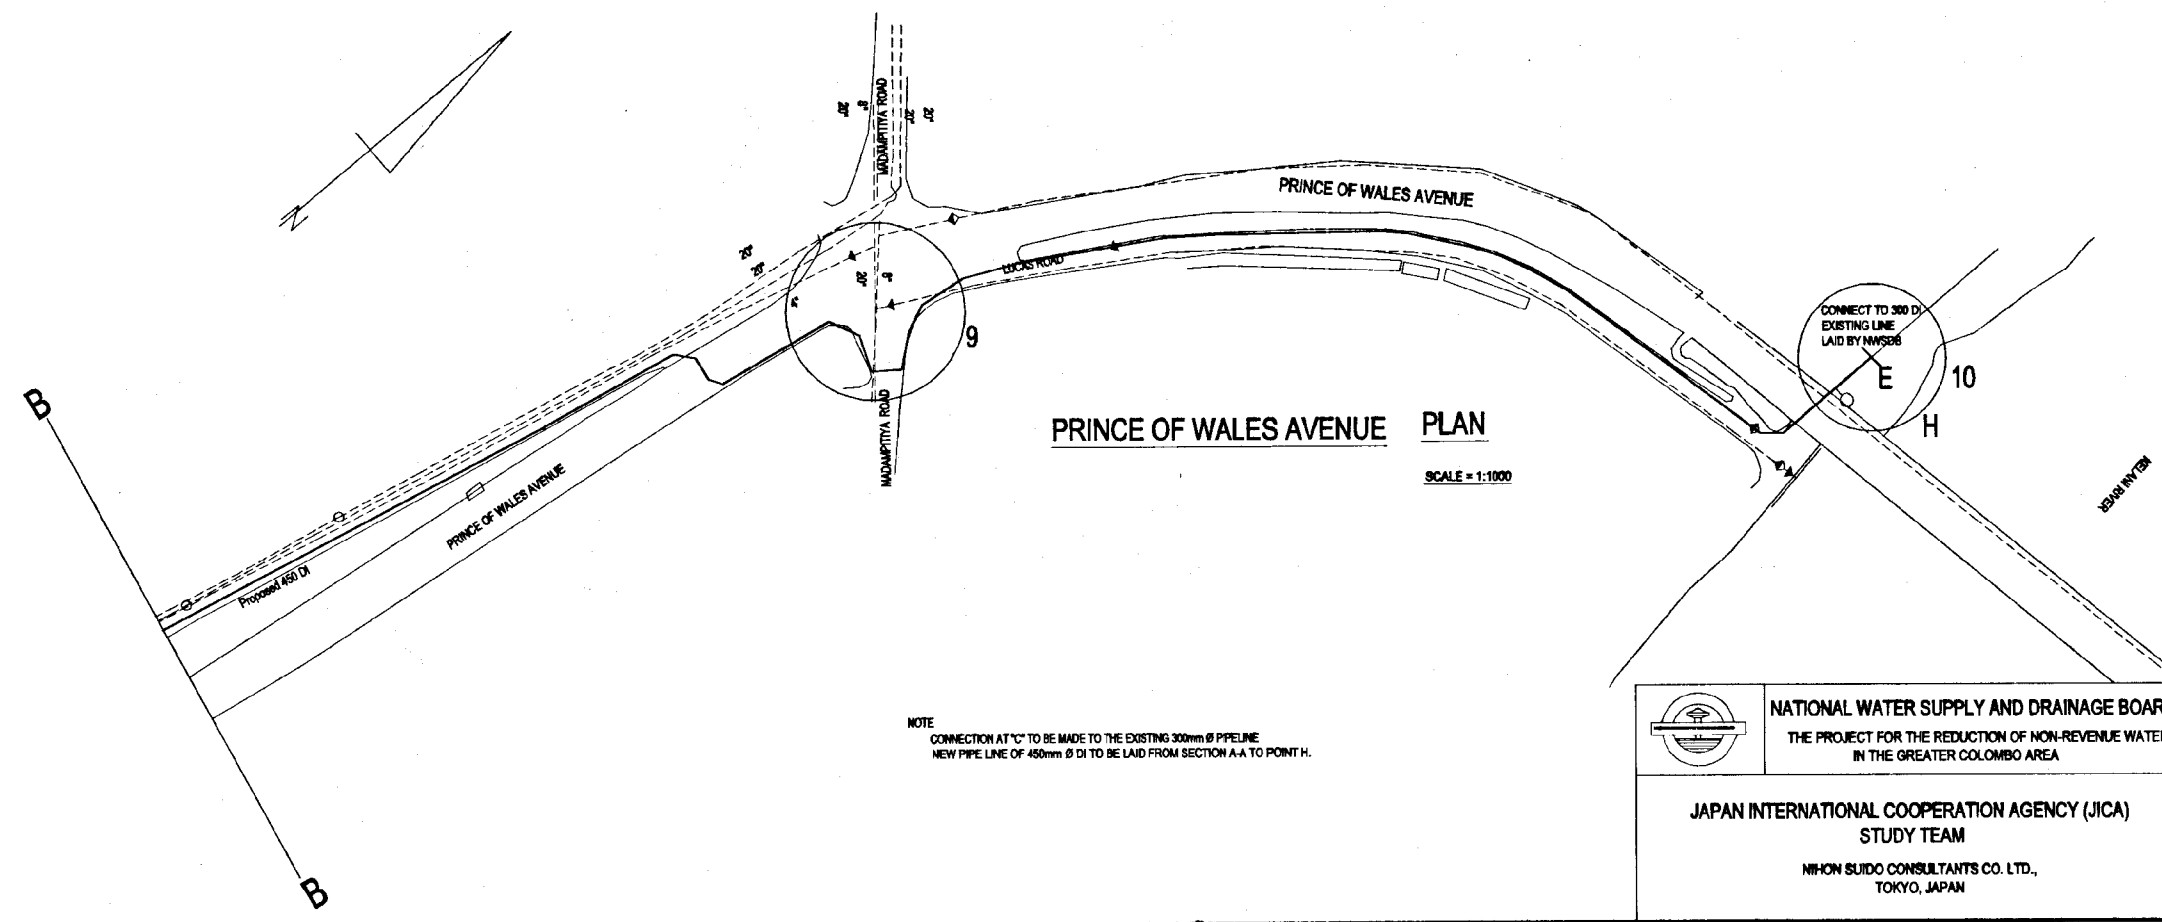 N
20"
8"
MADAMPITIYA ROAD
20"
20"
PRINCE OF WALES AVENUE
20"
20"
20"
8"
LUCAS ROAD
9
CONNECT TO 300 DI
EXISTING LINE
LAID BY NWSDB
E
10
H
B
MADAMPITIYA ROAD
PRINCE OF WALES AVENUE PLAN
SCALE = 1:1000
KELANI RIVER
PRINCE OF WALES AVENUE
Proposed 450 DI
B
NOTE
CONNECTION AT "C" TO BE MADE TO THE EXISTING 300mm Ø PIPELINE
NEW PIPE LINE OF 450mm Ø DI TO BE LAID FROM SECTION A-A TO POINT H.
NATIONAL WATER SUPPLY AND DRAINAGE BOAR
THE PROJECT FOR THE REDUCTION OF NON-REVENUE WATE
IN THE GREATER COLOMBO AREA
JAPAN INTERNATIONAL COOPERATION AGENCY (JICA)
STUDY TEAM
NIHON SUIDO CONSULTANTS CO. LTD.,
TOKYO, JAPAN